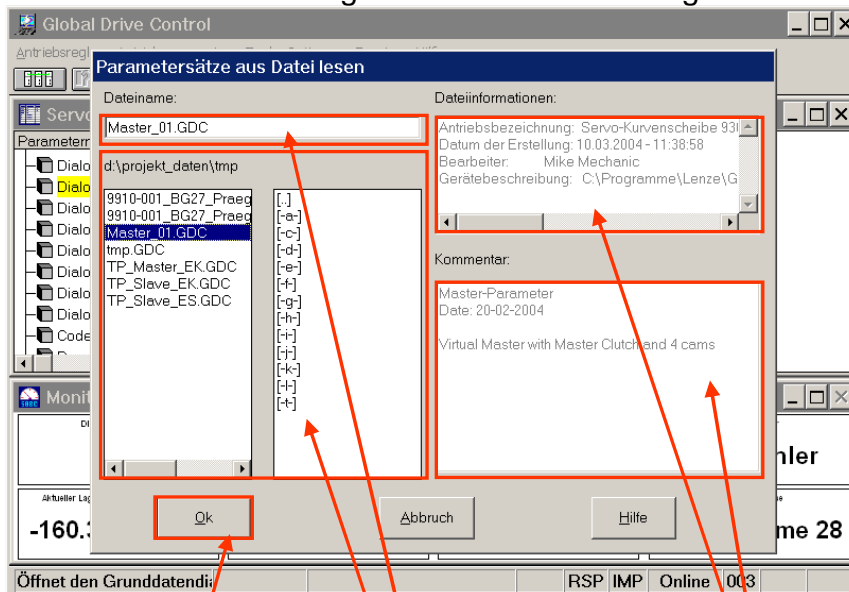 Global Drive Control
Parametersätze aus Datei lesen
Dateiname:
Dateiinformationen:
Master_01.GDC
Antriebsbezeichnung: Servo-Kurvenscheibe
Datum der Erstellung: 10.03.2004 - 11:38:58
Bearbeiter: Mike Mechanic
Gerätebeschreibung: C:\Programme\Lenze\G
d:\projekt_daten\tmp
9910-001_BG27_Praeg
9910-001_BG27_Praeg
Master_01.GDC
tmp.GDC
TP_Master_EK.GDC
TP_Slave_EK.GDC
TP_Slave_ES.GDC
[..]
[-a-]
[-c-]
[-d-]
[-e-]
[-f-]
[-g-]
[-h-]
[-i-]
[-j-]
[-k-]
[-l-]
[-t-]
Kommentar:
Master-Parameter
Date: 20-02-2004
Virtual Master with Master Clutch and 4 cams
Servo
Dialo
Dialo
Dialo
Dialo
Dialo
Dialo
Dialo
Dialo
Code
Monit
Aktueller Lag
-160.
hler
me 28
Ok
Abbruch
Hilfe
Öffnet den Grunddatendia
RSP IMP Online 003